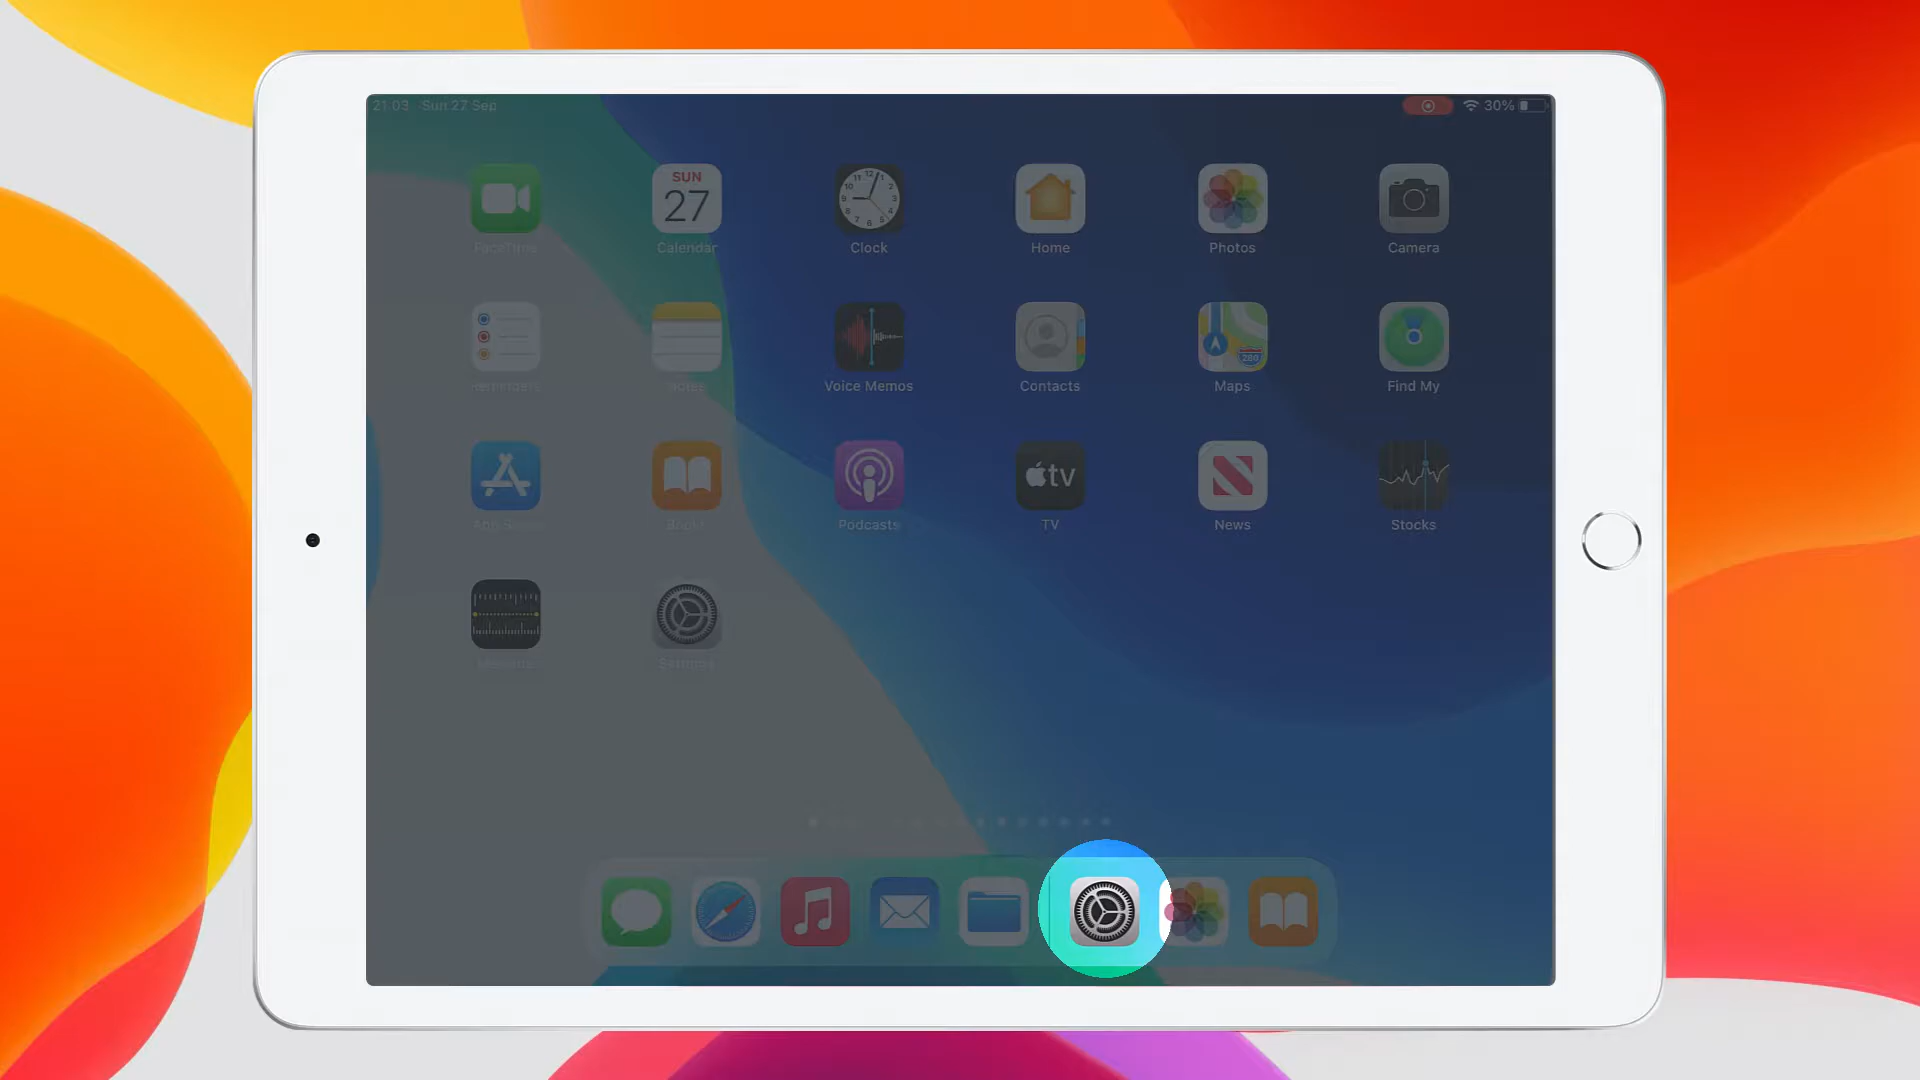 21:03 Sun 27 Sep
30%
SUN
27
FaceTime
Calendar
Clock
Home
Photos
Camera
280
Reminders
Notes
Voice Memos
Contacts
Maps
Find My
tv
App Store
Books
Podcasts
TV
News
Stocks
Measure
Settings